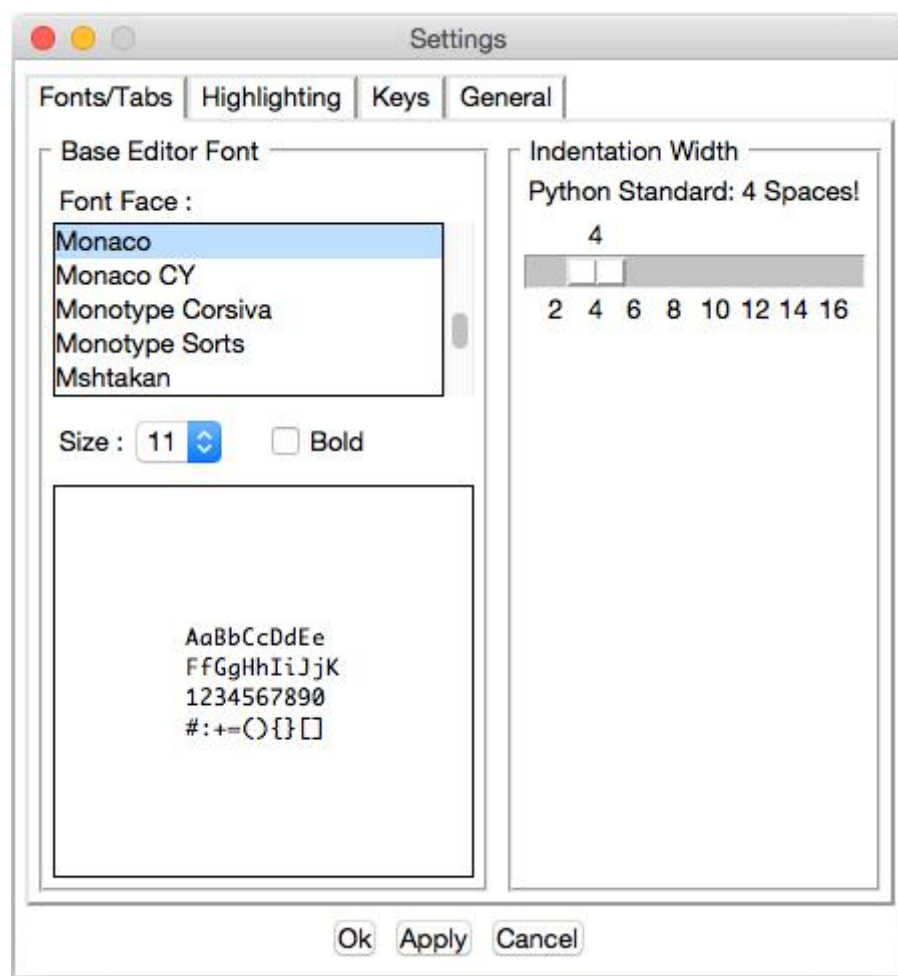 Settings
Fonts/Tabs Highlighting Keys General
Base Editor Font
Font Face :
Monaco
Monaco CY
Monotype Corsiva
Monotype Sorts
Mshtakan
Size : 11 Bold
AaBbCcDdEe
FfGgHhIiJjK
1234567890
#:+=(){}[]
Indentation Width
Python Standard: 4 Spaces!
4
2 4 6 8 10 12 14 16
Ok Apply Cancel